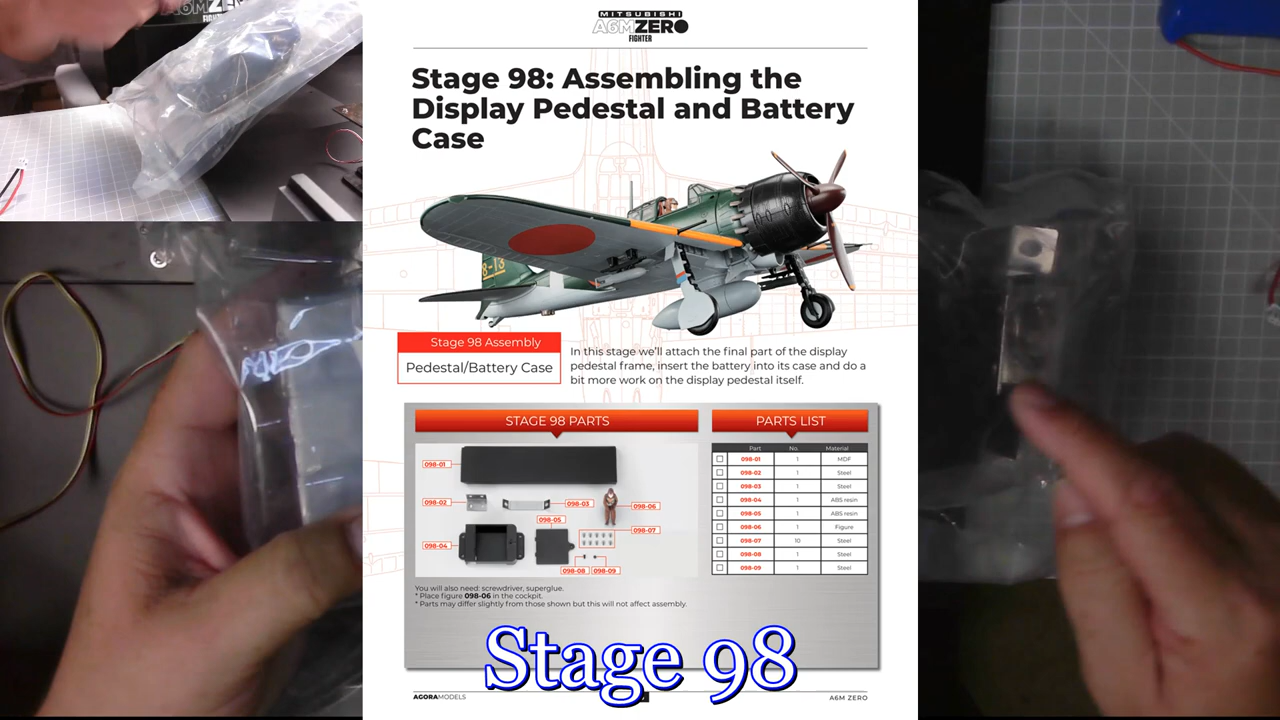 MITSUBISHI
A6M ZERO
FIGHTER
Stage 98: Assembling the
Display Pedestal and Battery
Case
8-13
Stage 98 Assembly
Pedestal/Battery Case
In this stage we'll attach the final part of the display
pedestal frame, insert the battery into its case and do a
bit more work on the display pedestal itself.
STAGE 98 PARTS
098-01
098-02
098-03
098-04
098-05
098-06
098-07
098-08
098-09
PARTS LIST
Part No. Material
098-01 1 MDF
098-02 1 Steel
098-03 1 Steel
098-04 1 ABS resin
098-05 1 ABS resin
098-06 1 Figure
098-07 10 Steel
098-08 1 Steel
098-09 1 Steel
You will also need: screwdriver, superglue.
* Place figure 098-06 in the cockpit.
* Parts may differ slightly from those shown but this will not affect assembly.
Stage 98
AGORAMODELS
A6M ZERO